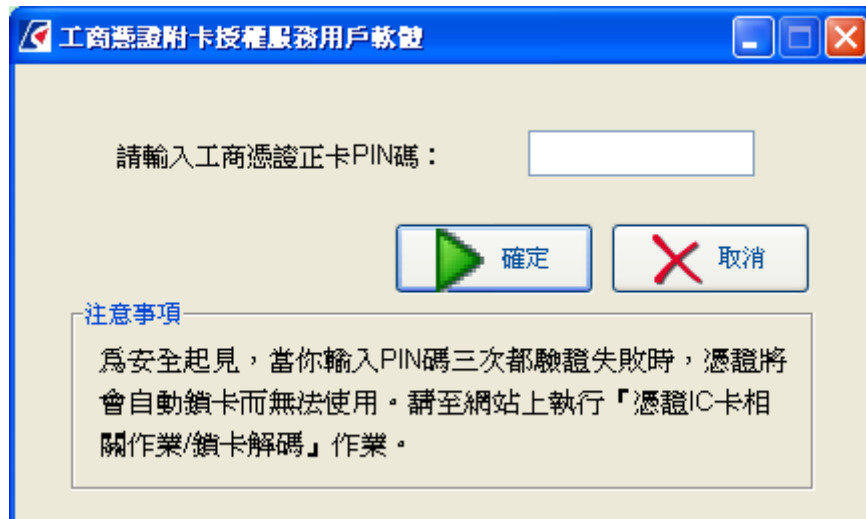 工商憑證附卡授權服務用戶軟體
請輸入工商憑證正卡PIN碼：
確定
取消
注意事項
為安全起見，當你輸入PIN碼三次都驗證失敗時，憑證將
會自動鎖卡而無法使用。請至網站上執行「憑證IC卡相
關作業/鎖卡解碼」作業。